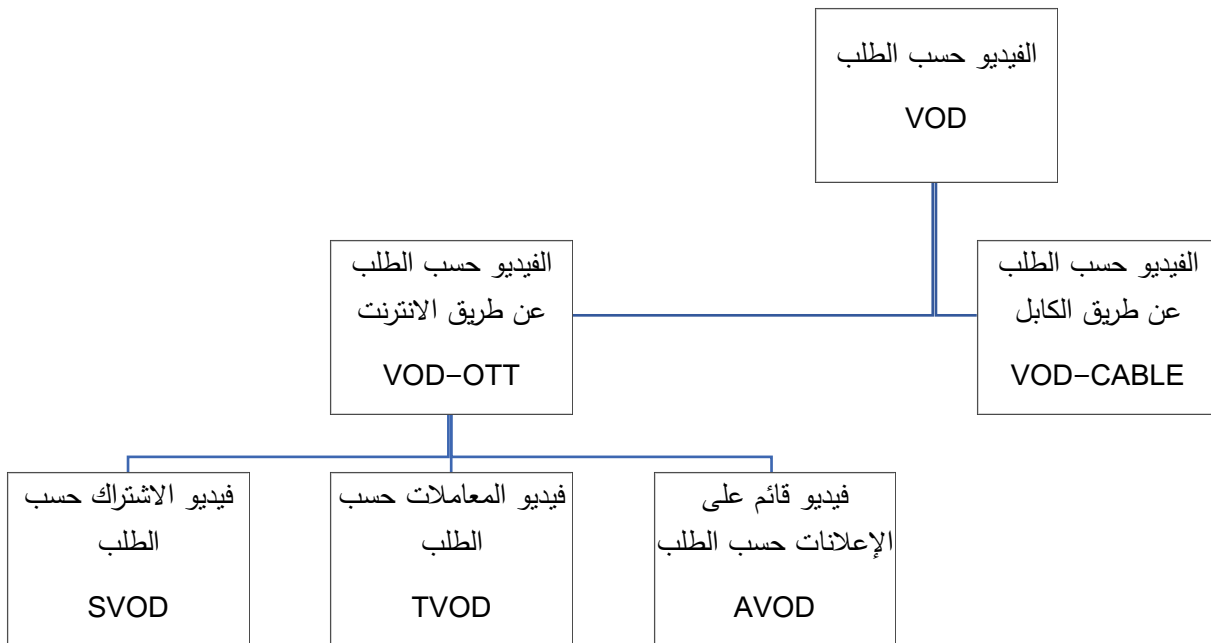 الفيديو حسب الطلب
VOD
الفيديو حسب الطلب
عن طريق الكابل
VOD–CABLE
الفيديو حسب الطلب
عن طريق الانترنت
VOD–OTT
فيديو قائم على
الإعلانات حسب الطلب
AVOD
فيديو المعاملات حسب
الطلب
TVOD
فيديو الاشتراك حسب
الطلب
SVOD